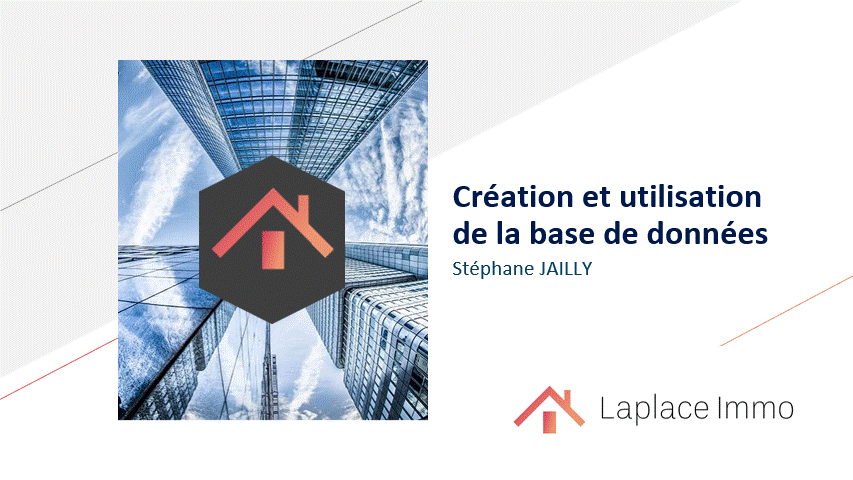 Création et utilisation
de la base de données
Stéphane JAILLY
Laplace Immo